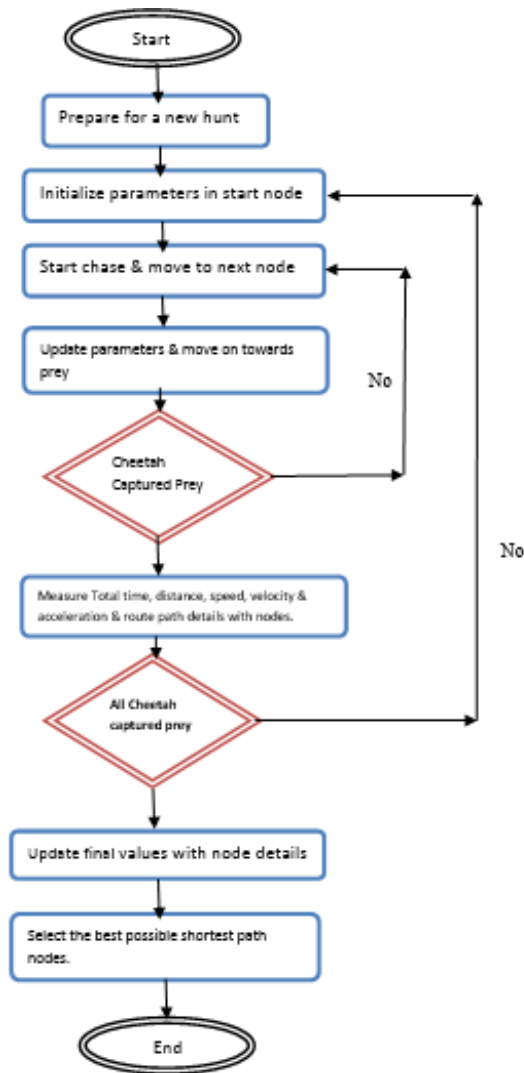 Start
Prepare for a new hunt
Initialize parameters in start node
Start chase & move to next node
Update parameters & move on towards
prey
No
Cheetah
Captured Prey
No
Measure Total time, distance, speed, velocity &
acceleration & route path details with nodes.
All Cheetah
captured prey
Update final values with node details
Select the best possible shortest path
nodes.
End